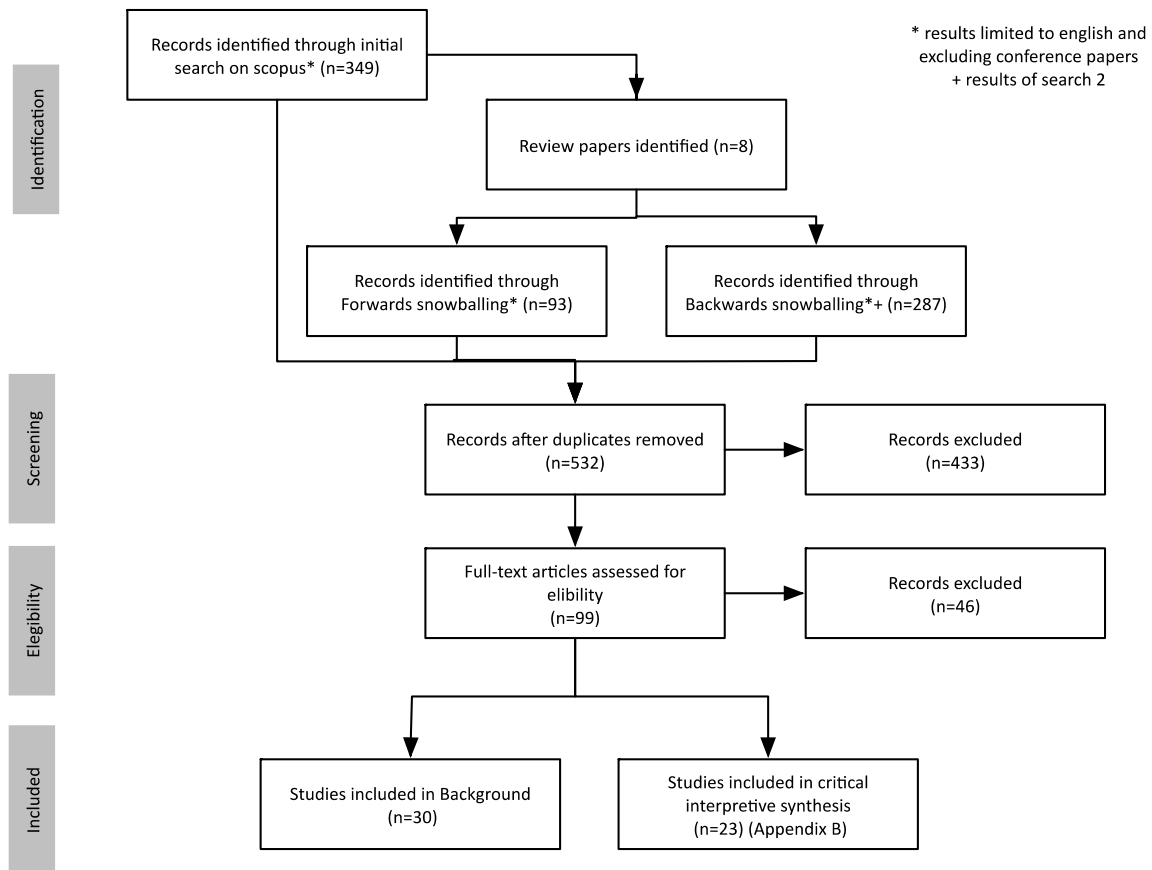 Records identified through initial
search on scopus* (n=349)
* results limited to english and
excluding conference papers
+ results of search 2
Identification
Review papers identified (n=8)
Records identified through
Forwards snowballing* (n=93)
Records identified through
Backwards snowballing*+ (n=287)
Screening
Records after duplicates removed
(n=532)
Records excluded
(n=433)
Elegibility
Full-text articles assessed for
elibility
(n=99)
Records excluded
(n=46)
Included
Studies included in Background
(n=30)
Studies included in critical
interpretive synthesis
(n=23) (Appendix B)